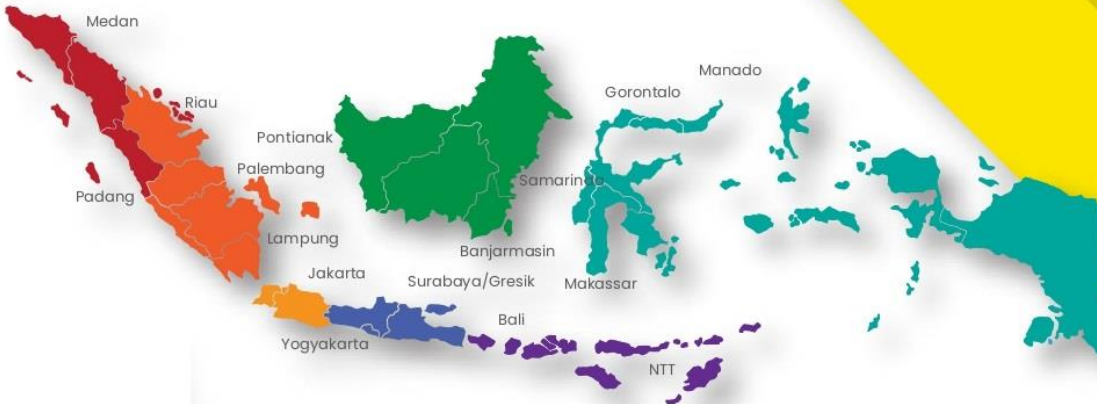 Medan
Manado
Gorontalo
Riau
Pontianak
Palembang
Samarinda
Padang
Lampung
Banjarmasin
Jakarta
Surabaya/Gresik
Makassar
Bali
Yogyakarta
NTT